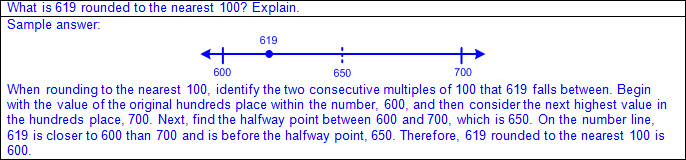 What is 619 rounded to the nearest 100? Explain.
Sample answer:
619
600 650 700
When rounding to the nearest 100, identify the two consecutive multiples of 100 that 619 falls between. Begin
with the value of the original hundreds place within the number, 600, and then consider the next highest value in
the hundreds place, 700. Next, find the halfway point between 600 and 700, which is 650. On the number line,
619 is closer to 600 than 700 and is before the halfway point, 650. Therefore, 619 rounded to the nearest 100 is
600.